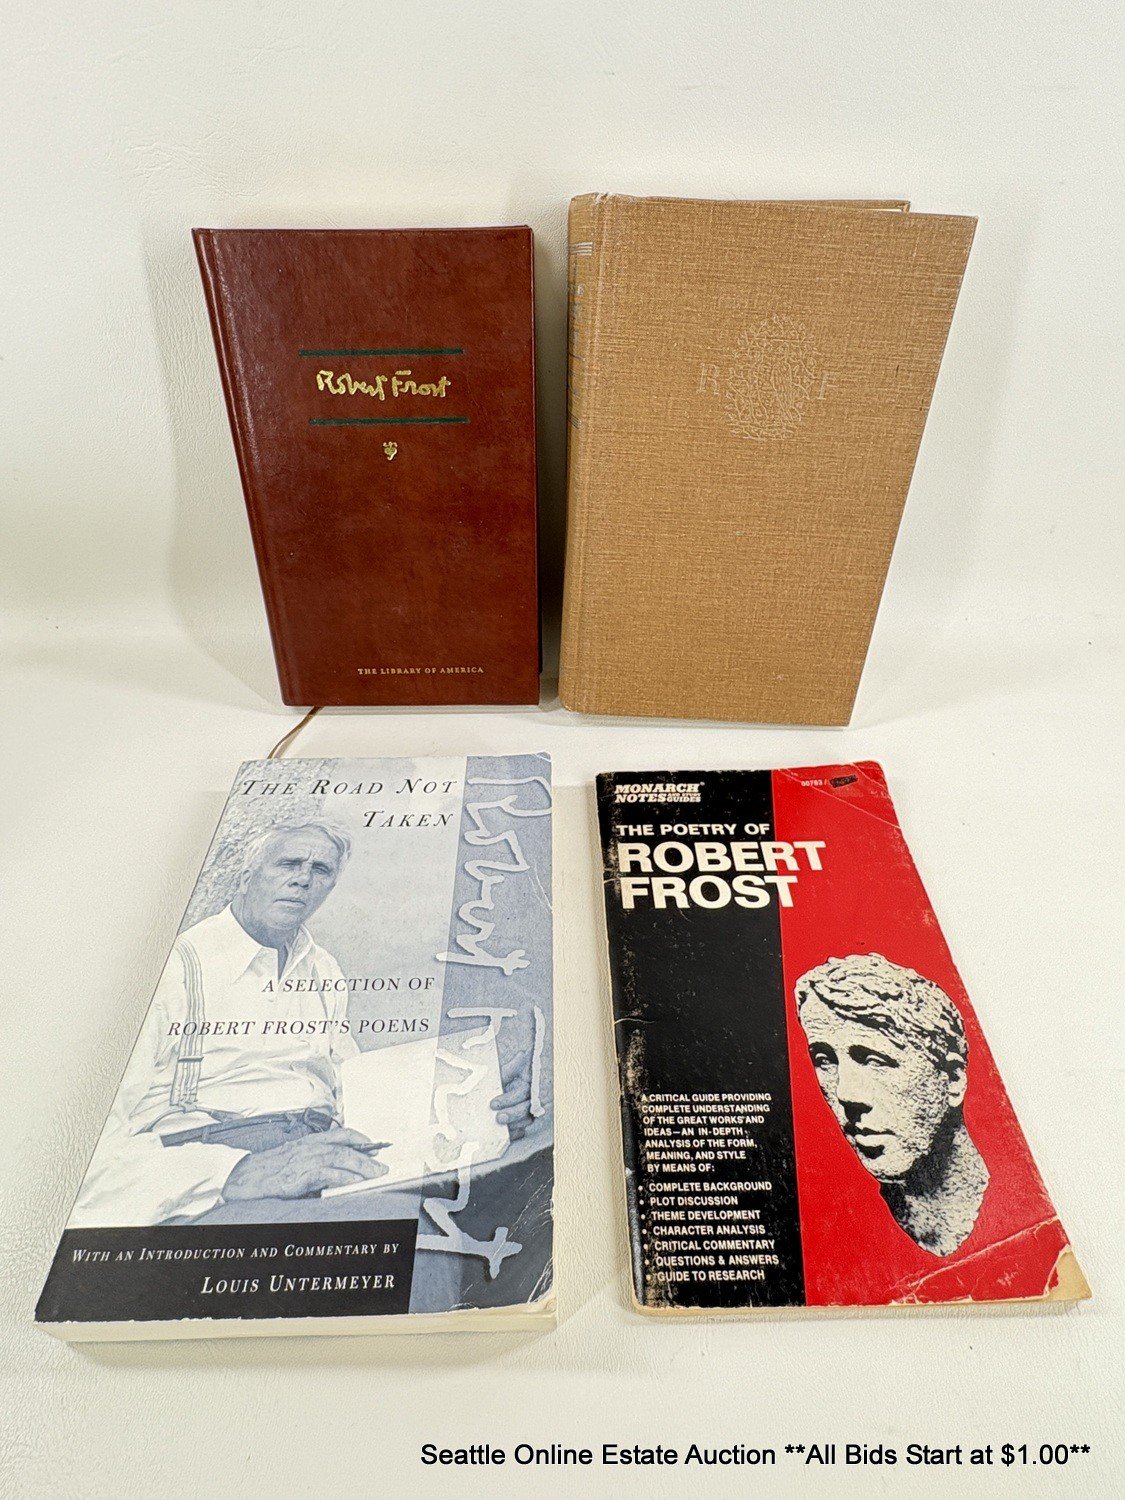 Robert Frost
THE LIBRARY OF AMERICA
R F
THE ROAD NOT
TAKEN
A SELECTION OF
ROBERT FROST'S POEMS
Robert Frost
WITH AN INTRODUCTION AND COMMENTARY BY
LOUIS UNTERMEYER
MONARCH®
NOTES AND STUDY GUIDES
00783
THE POETRY OF
ROBERT
FROST
A CRITICAL GUIDE PROVIDING
COMPLETE UNDERSTANDING
OF THE GREAT WORKS AND
IDEAS—AN IN-DEPTH
ANALYSIS OF THE FORM,
MEANING, AND STYLE
BY MEANS OF:
• COMPLETE BACKGROUND
• PLOT DISCUSSION
• THEME DEVELOPMENT
• CHARACTER ANALYSIS
• CRITICAL COMMENTARY
• QUESTIONS & ANSWERS
• GUIDE TO RESEARCH
Seattle Online Estate Auction **All Bids Start at $1.00**